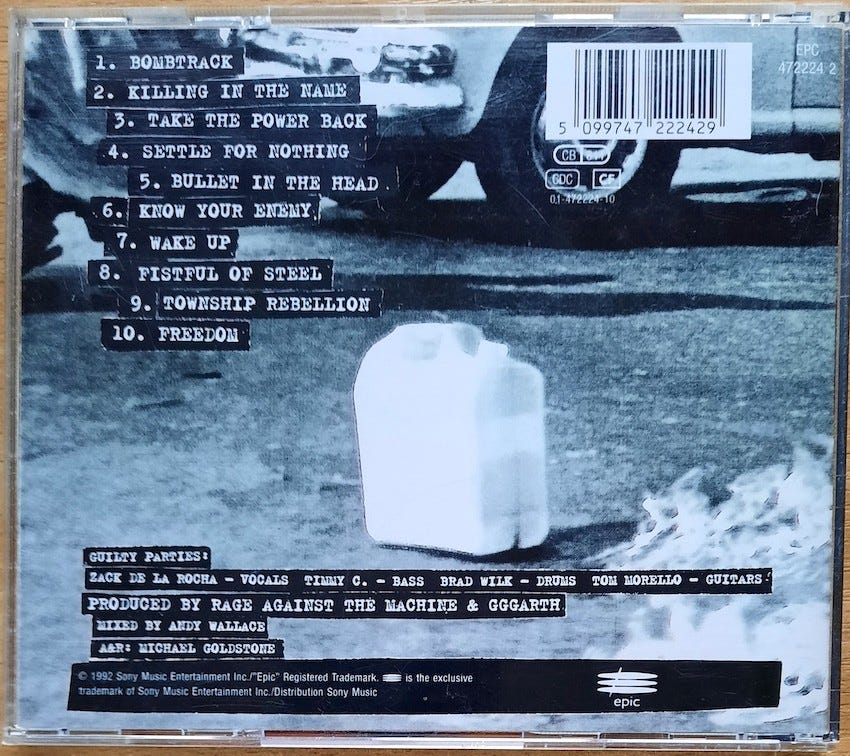 1. BOMBTRACK
2. KILLING IN THE NAME
3. TAKE THE POWER BACK
4. SETTLE FOR NOTHING
5. BULLET IN THE HEAD
6. KNOW YOUR ENEMY
7. WAKE UP
8. FISTFUL OF STEEL
9. TOWNSHIP REBELLION
10. FREEDOM
EPC
472224 2
5 099747 222429
CB
GDC CF
01-472224-10
GUILTY PARTIES:
ZACK DE LA ROCHA – VOCALS TIMMY C. – BASS BRAD WILK – DRUMS TOM MORELLO – GUITARS
PRODUCED BY RAGE AGAINST THE MACHINE & GGGARTH
MIXED BY ANDY WALLACE
A&R: MICHAEL GOLDSTONE
© 1992 Sony Music Entertainment Inc./"Epic" Registered Trademark. is the exclusive
trademark of Sony Music Entertainment Inc./Distribution Sony Music
epic